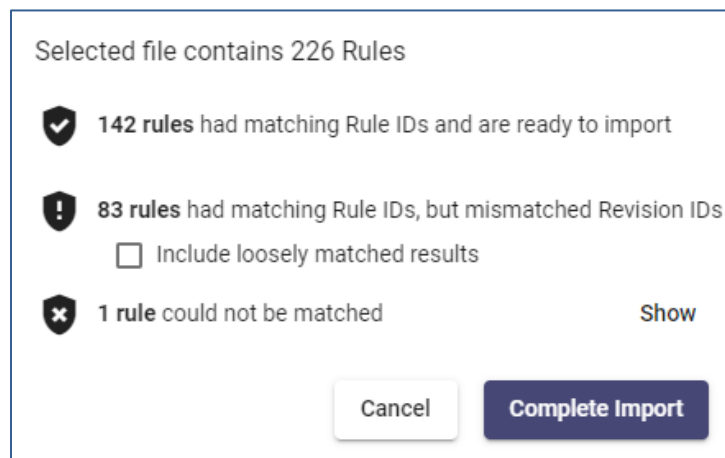 Selected file contains 226 Rules
142 rules had matching Rule IDs and are ready to import
83 rules had matching Rule IDs, but mismatched Revision IDs
Include loosely matched results
1 rule could not be matched Show
Cancel Complete Import